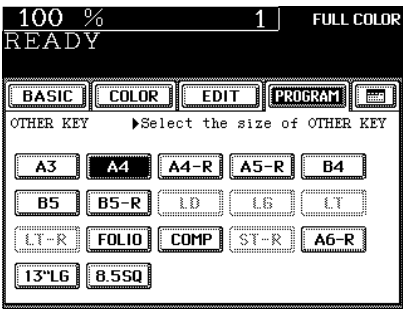 100 % 1 FULL COLOR
READY
BASIC COLOR EDIT PROGRAM
OTHER KEY ▶Select the size of OTHER KEY
A3 A4 A4-R A5-R B4
B5 B5-R LD LG LT
LT-R FOLIO COMP ST-R A6-R
13"LG 8.5SQ